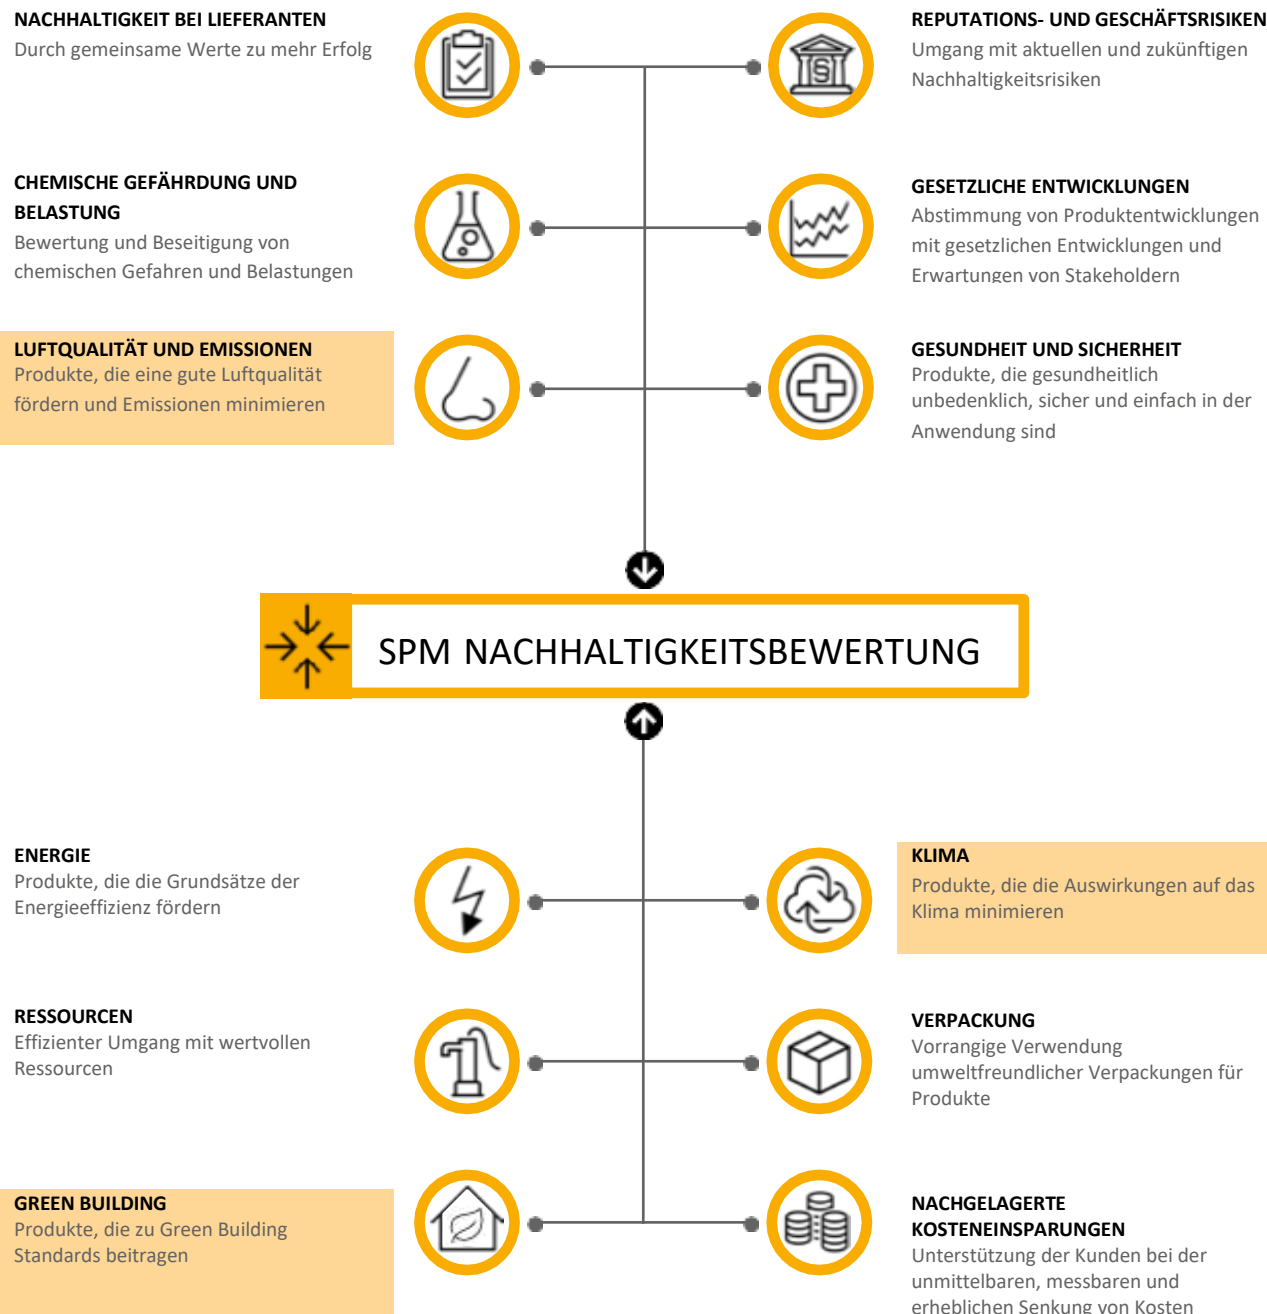 NACHHALTIGKEIT BEI LIEFERANTEN
Durch gemeinsame Werte zu mehr Erfolg
REPUTATIONS- UND GESCHÄFTSRISIKEN
Umgang mit aktuellen und zukünftigen
Nachhaltigkeitsrisiken
CHEMISCHE GEFÄHRDUNG UND
BELASTUNG
Bewertung und Beseitigung von
chemischen Gefahren und Belastungen
GESETZLICHE ENTWICKLUNGEN
Abstimmung von Produktentwicklungen
mit gesetzlichen Entwicklungen und
Erwartungen von Stakeholdern
LUFTQUALITÄT UND EMISSIONEN
Produkte, die eine gute Luftqualität
fördern und Emissionen minimieren
GESUNDHEIT UND SICHERHEIT
Produkte, die gesundheitlich
unbedenklich, sicher und einfach in der
Anwendung sind
SPM NACHHALTIGKEITSBEWERTUNG
ENERGIE
Produkte, die die Grundsätze der
Energieeffizienz fördern
KLIMA
Produkte, die die Auswirkungen auf das
Klima minimieren
RESSOURCEN
Effizienter Umgang mit wertvollen
Ressourcen
VERPACKUNG
Vorrangige Verwendung
umweltfreundlicher Verpackungen für
Produkte
GREEN BUILDING
Produkte, die zu Green Building
Standards beitragen
NACHGELAGERTE
KOSTENEINSPARUNGEN
Unterstützung der Kunden bei der
unmittelbaren, messbaren und
erheblichen Senkung von Kosten